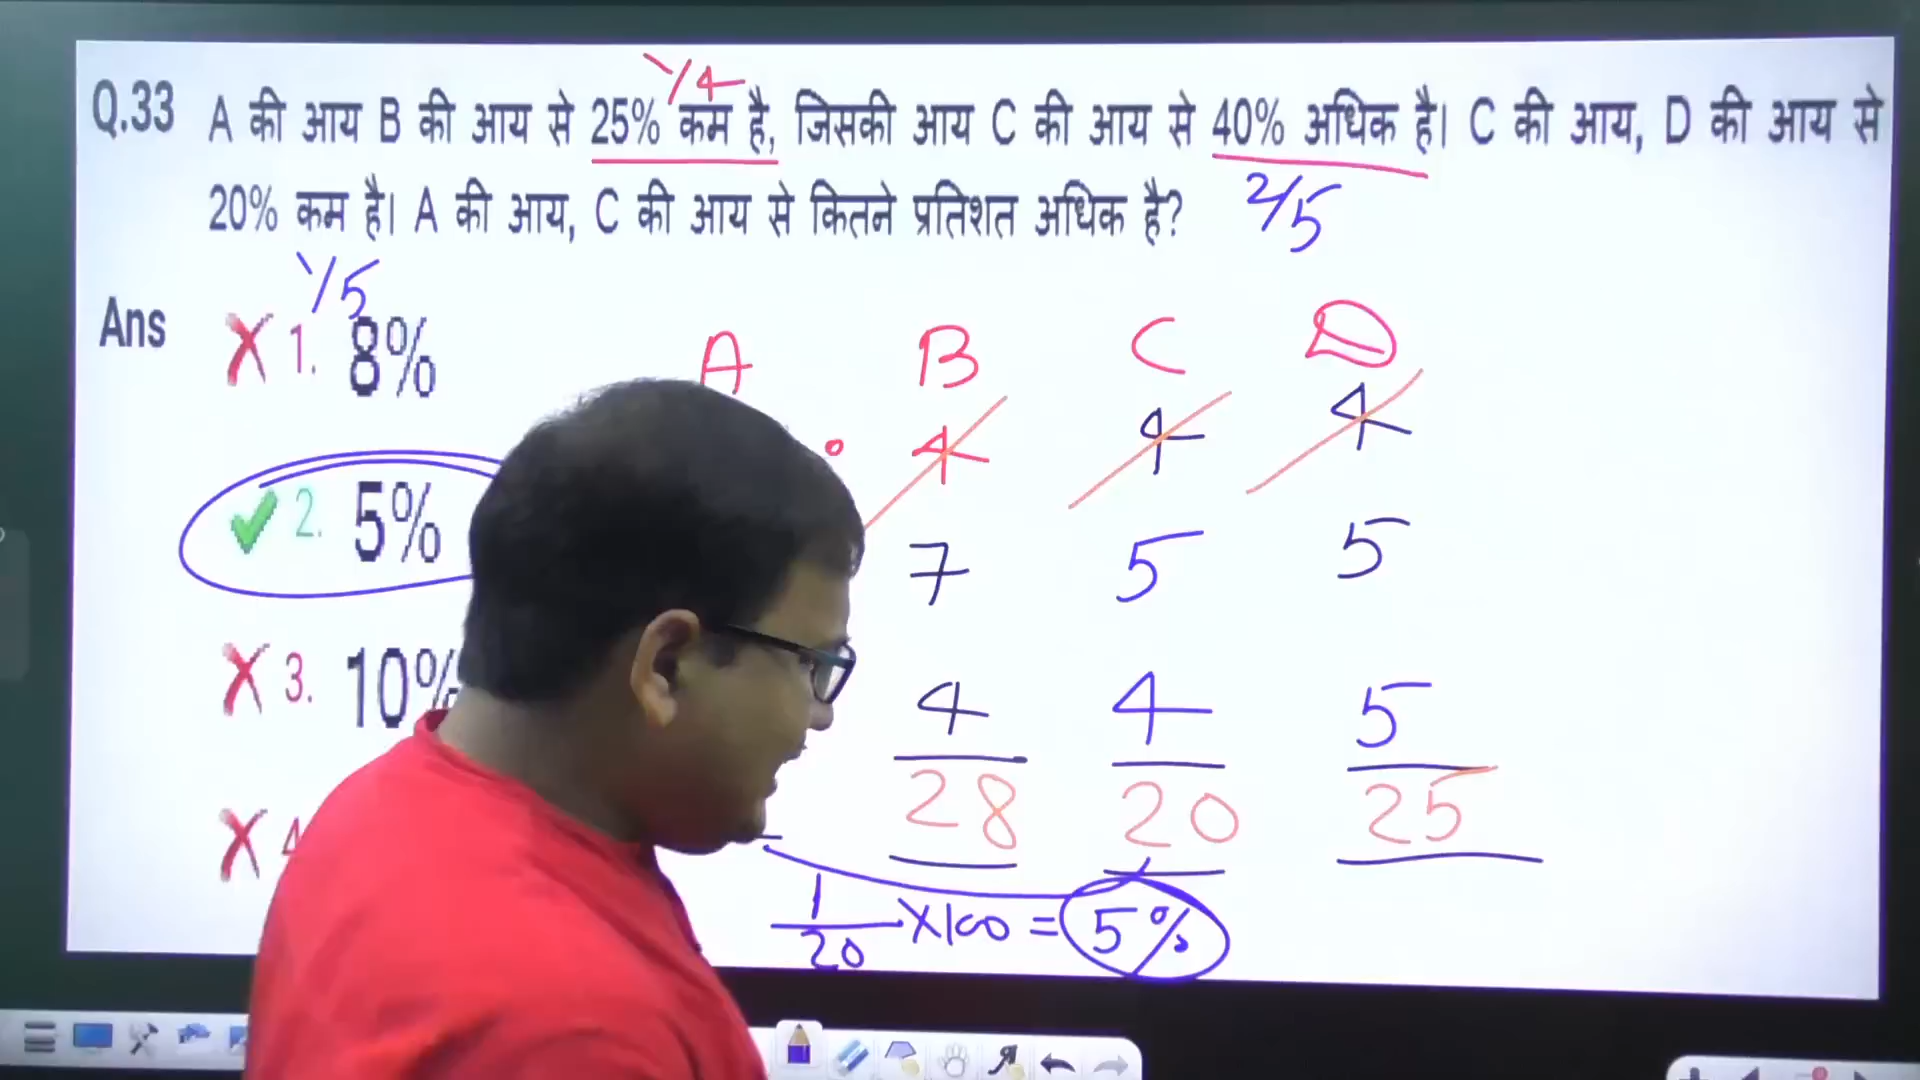 1/4
Q.33 A की आय B की आय से 25% कम है, जिसकी आय C की आय से 40% अधिक है। C की आय, D की आय से
20% कम है। A की आय, C की आय से कितने प्रतिशत अधिक है? 2/5
1/5
Ans 1. 8%
A B C D
4 4 4
2. 5%
7 5 5
3. 10%
4 4 5
28 20 25
4
1/20 X100 = 5%